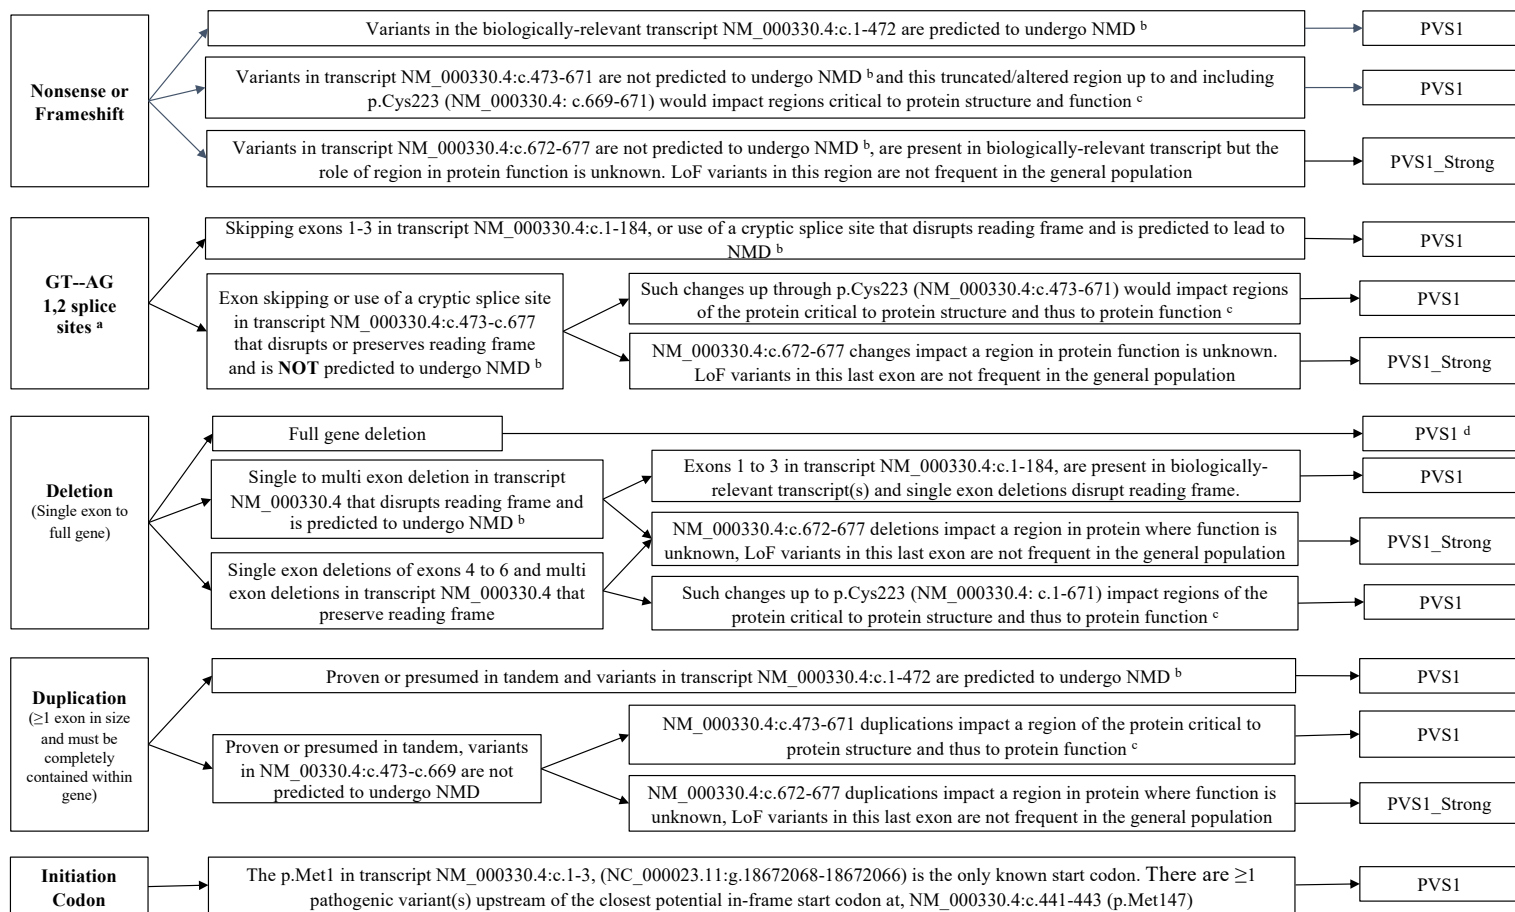 Nonsense or
Frameshift
Variants in the biologically-relevant transcript NM_000330.4:c.1-472 are predicted to undergo NMD b
PVS1
Variants in transcript NM_000330.4:c.473-671 are not predicted to undergo NMD b and this truncated/altered region up to and including
p.Cys223 (NM_000330.4: c.669-671) would impact regions critical to protein structure and function c
PVS1
Variants in transcript NM_000330.4:c.672-677 are not predicted to undergo NMD b, are present in biologically-relevant transcript but the
role of region in protein function is unknown. LoF variants in this region are not frequent in the general population
PVS1_Strong
GT--AG
1,2 splice
sites a
Skipping exons 1-3 in transcript NM_000330.4:c.1-184, or use of a cryptic splice site that disrupts reading frame and is predicted to lead to
NMD b
PVS1
Exon skipping or use of a cryptic splice site
in transcript NM_000330.4:c.473-c.677
that disrupts or preserves reading frame
and is NOT predicted to undergo NMD b
Such changes up through p.Cys223 (NM_000330.4:c.473-671) would impact regions
of the protein critical to protein structure and thus to protein function c
PVS1
NM_000330.4:c.672-677 changes impact a region in protein function is unknown.
LoF variants in this last exon are not frequent in the general population
PVS1_Strong
Deletion
(Single exon to
full gene)
Full gene deletion
PVS1 d
Single to multi exon deletion in transcript
NM_000330.4 that disrupts reading frame and
is predicted to undergo NMD b
Exons 1 to 3 in transcript NM_000330.4:c.1-184, are present in biologically-
relevant transcript(s) and single exon deletions disrupt reading frame.
PVS1
NM_000330.4:c.672-677 deletions impact a region in protein where function is
unknown, LoF variants in this last exon are not frequent in the general population
PVS1_Strong
Single exon deletions of exons 4 to 6 and multi
exon deletions in transcript NM_000330.4 that
preserve reading frame
Such changes up to p.Cys223 (NM_000330.4: c.1-671) impact regions of the
protein critical to protein structure and thus to protein function c
PVS1
Duplication
(≥1 exon in size
and must be
completely
contained within
gene)
Proven or presumed in tandem and variants in transcript NM_000330.4:c.1-472 are predicted to undergo NMD b
PVS1
Proven or presumed in tandem, variants
in NM_00330.4:c.473-c.669 are not
predicted to undergo NMD
NM_000330.4:c.473-671 duplications impact a region of the protein critical to
protein structure and thus to protein function c
PVS1
NM_000330.4:c.672-677 duplications impact a region in protein where function is
unknown, LoF variants in this last exon are not frequent in the general population
PVS1_Strong
Initiation
Codon
The p.Met1 in transcript NM_000330.4:c.1-3, (NC_000023.11:g.18672068-18672066) is the only known start codon. There are ≥1
pathogenic variant(s) upstream of the closest potential in-frame start codon at, NM_000330.4:c.441-443 (p.Met147)
PVS1